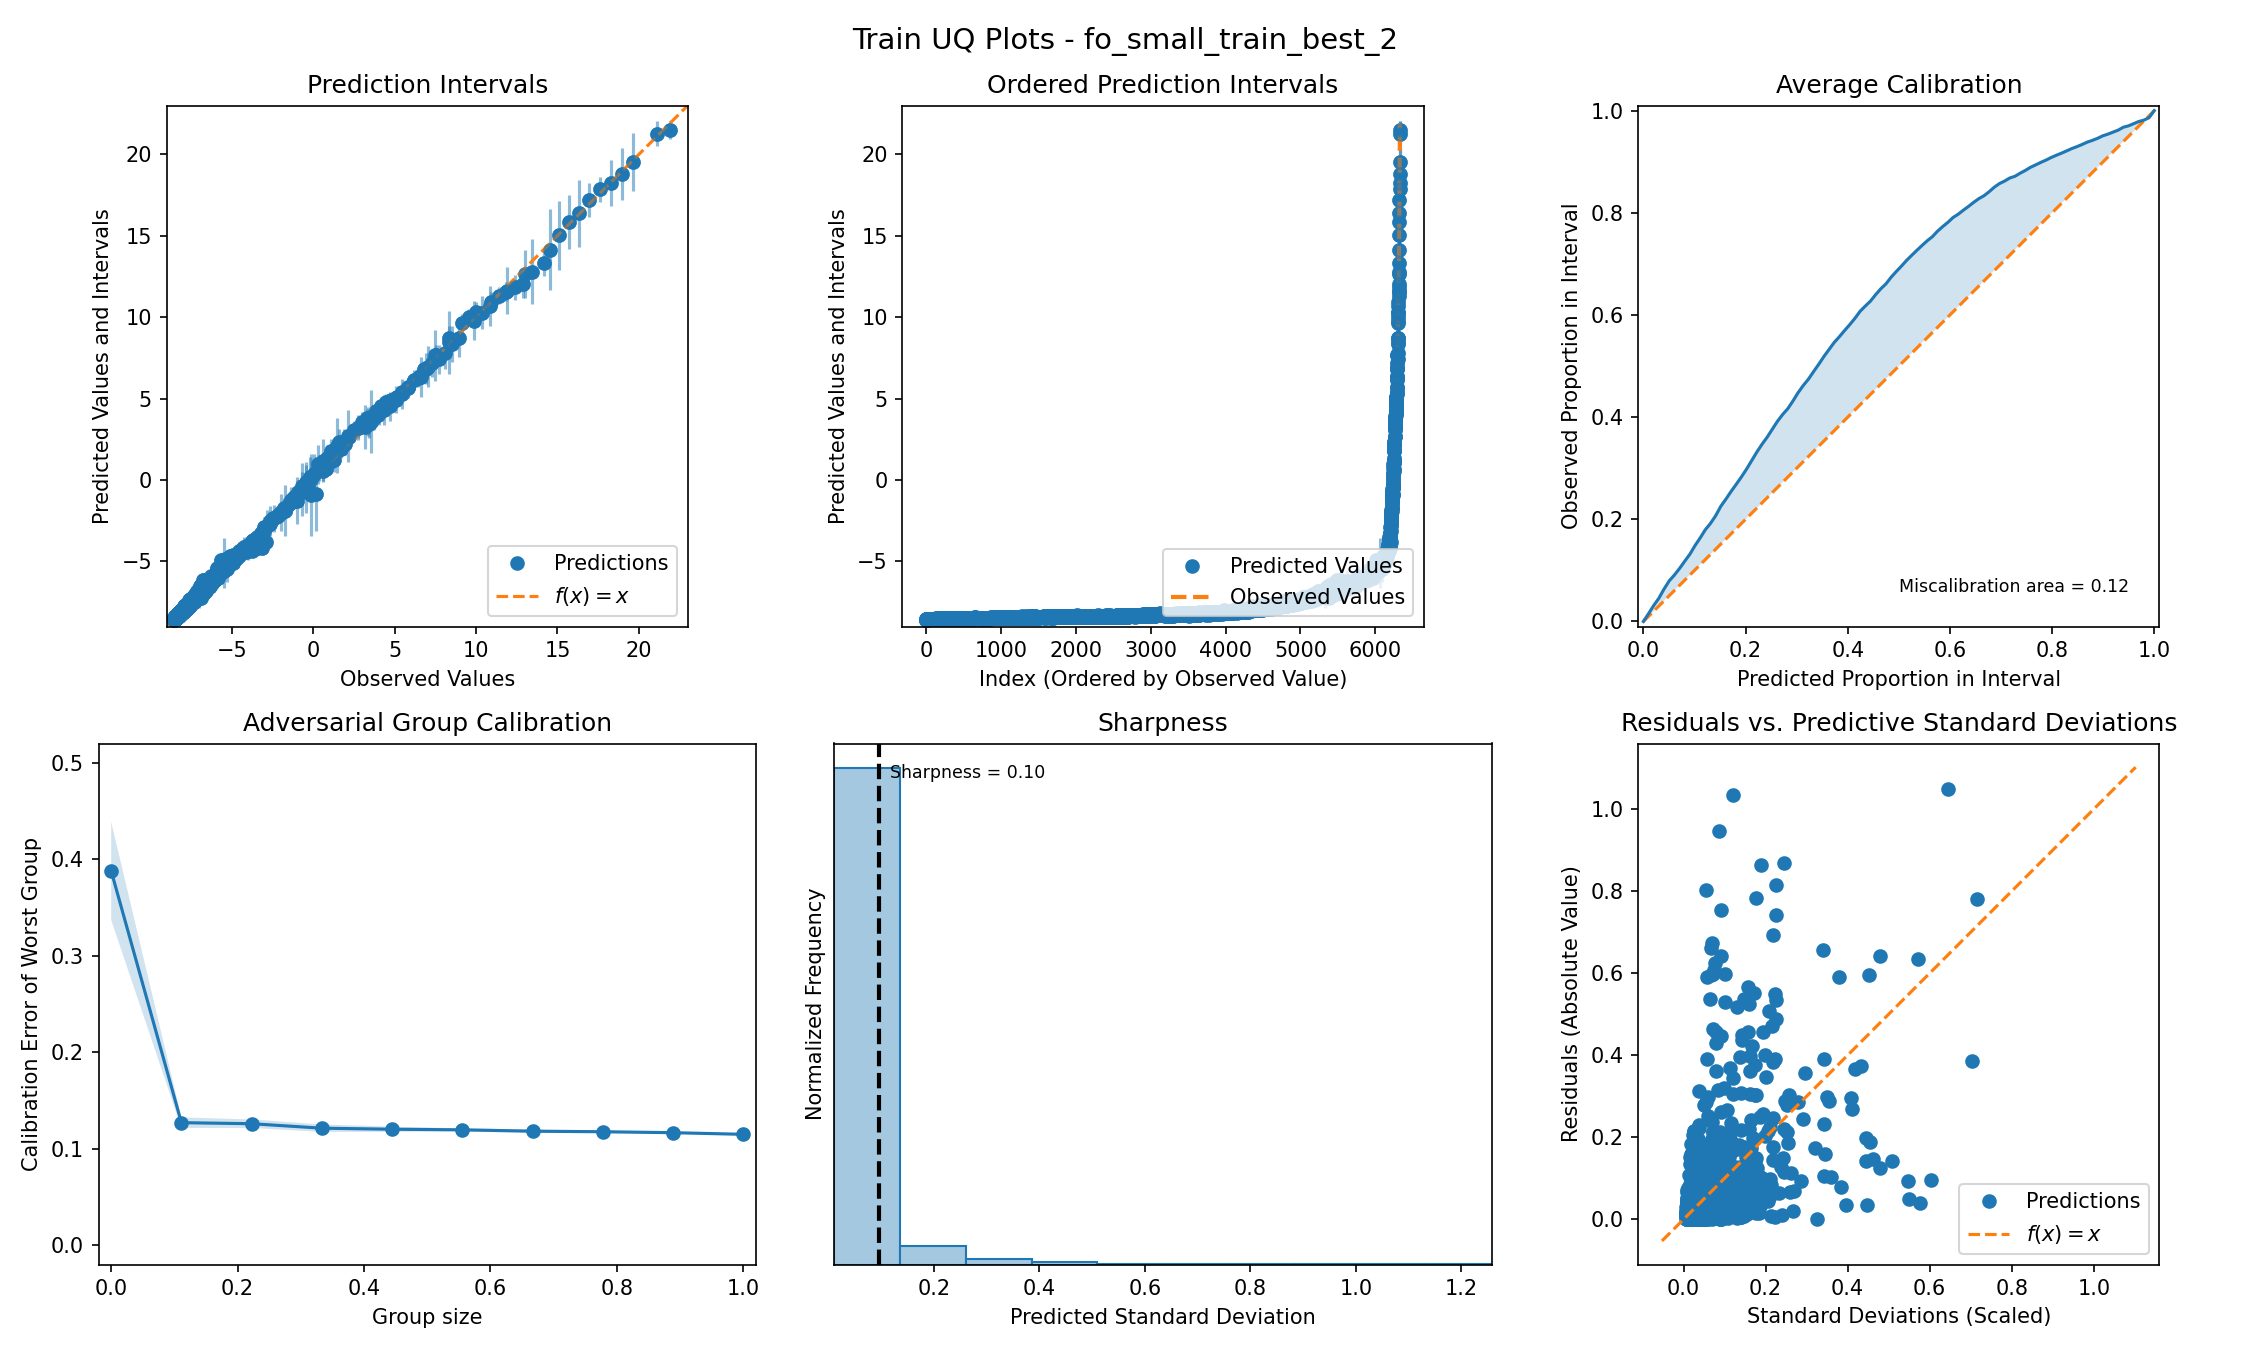 Train UQ Plots - fo_small_train_best_2
Prediction Intervals
Predicted Values and Intervals
20
15
10
5
0
−5
−5 0 5 10 15 20
Observed Values
Predictions
f(x) = x
Ordered Prediction Intervals
Predicted Values and Intervals
20
15
10
5
0
−5
0 1000 2000 3000 4000 5000 6000
Index (Ordered by Observed Value)
Predicted Values
Observed Values
Average Calibration
Observed Proportion in Interval
1.0
0.8
0.6
0.4
0.2
0.0
0.0 0.2 0.4 0.6 0.8 1.0
Predicted Proportion in Interval
Miscalibration area = 0.12
Adversarial Group Calibration
Calibration Error of Worst Group
0.5
0.4
0.3
0.2
0.1
0.0
0.0 0.2 0.4 0.6 0.8 1.0
Group size
Sharpness
Normalized Frequency
Sharpness = 0.10
0.2 0.4 0.6 0.8 1.0 1.2
Predicted Standard Deviation
Residuals vs. Predictive Standard Deviations
Residuals (Absolute Value)
1.0
0.8
0.6
0.4
0.2
0.0
0.0 0.2 0.4 0.6 0.8 1.0
Standard Deviations (Scaled)
Predictions
f(x) = x